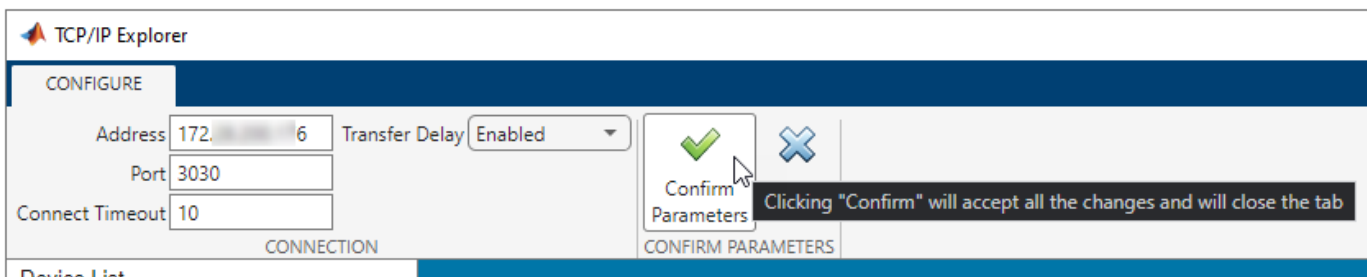 TCP/IP Explorer
CONFIGURE
Address 172. 6 Transfer Delay Enabled
Port 3030
Connect Timeout 10
Confirm
Parameters
Clicking "Confirm" will accept all the changes and will close the tab
CONNECTION
CONFIRM PARAMETERS
Device List